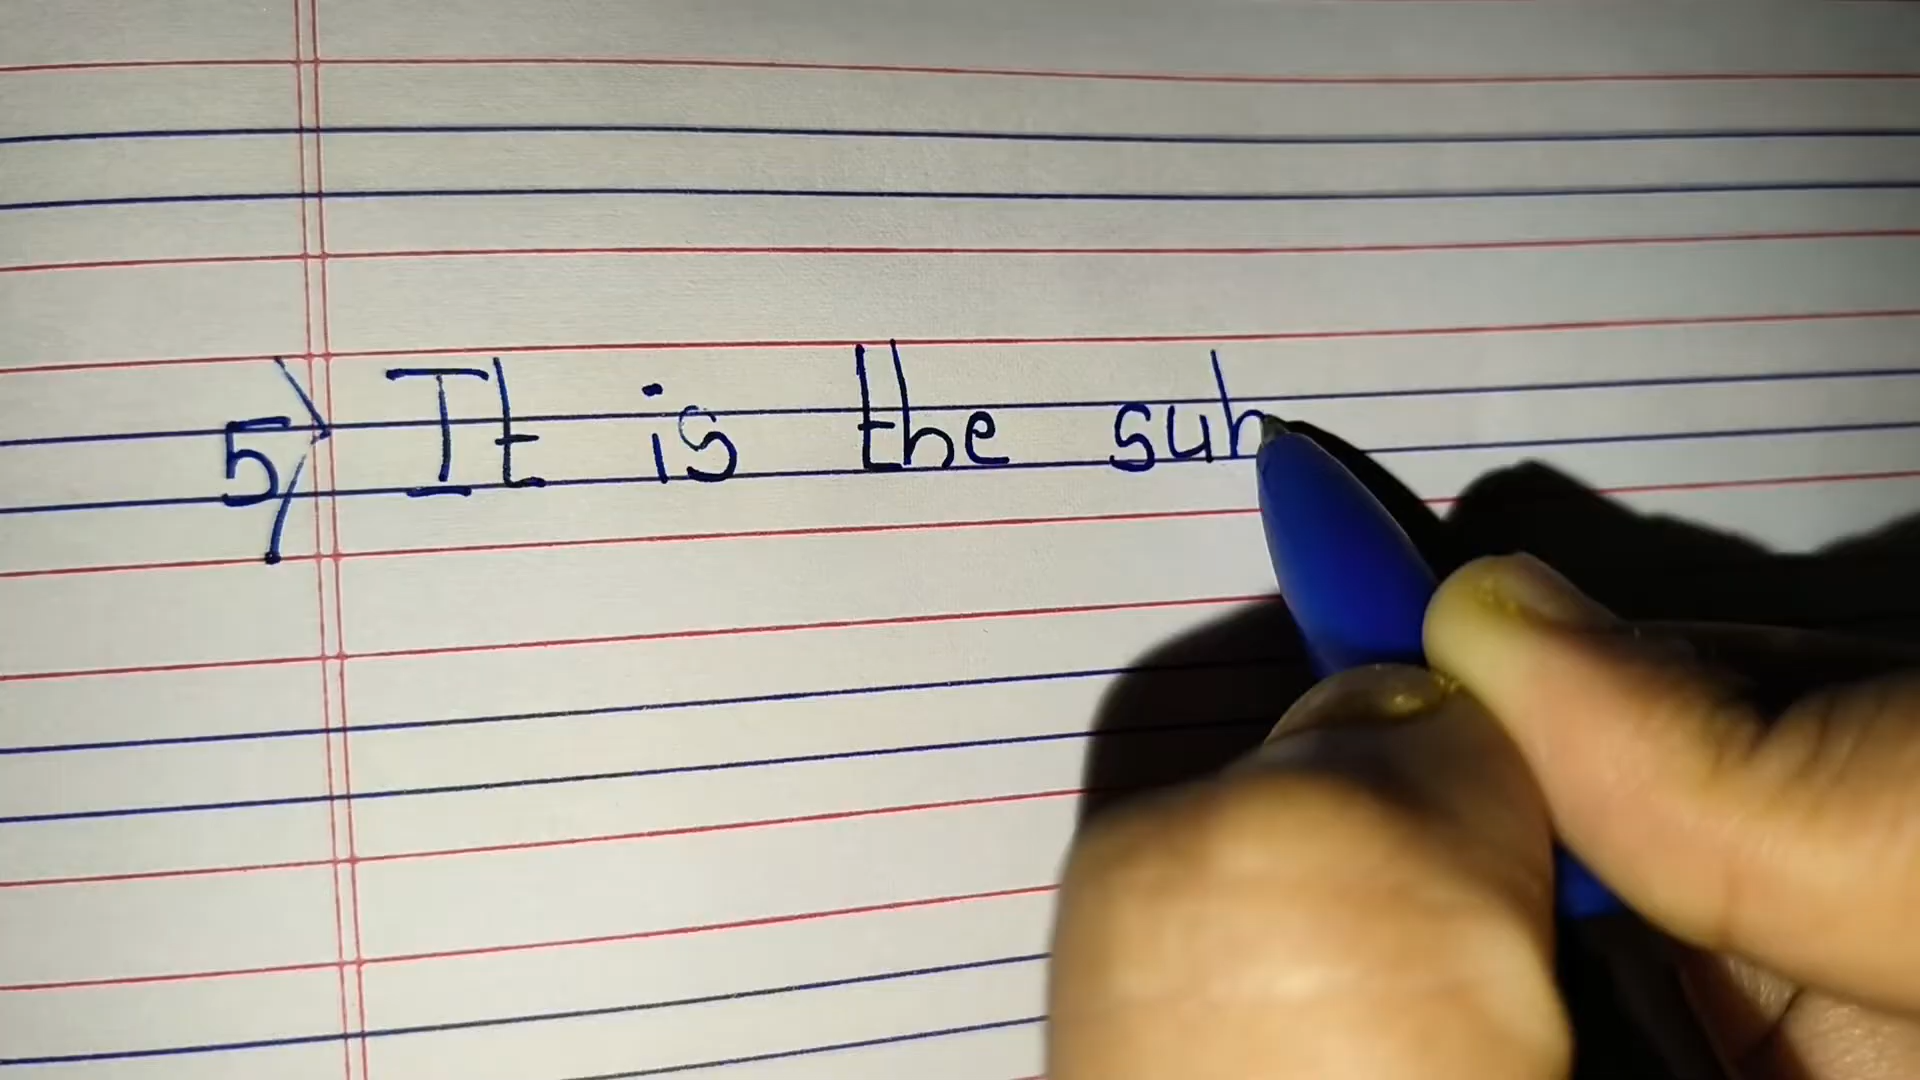 5) It is the sub